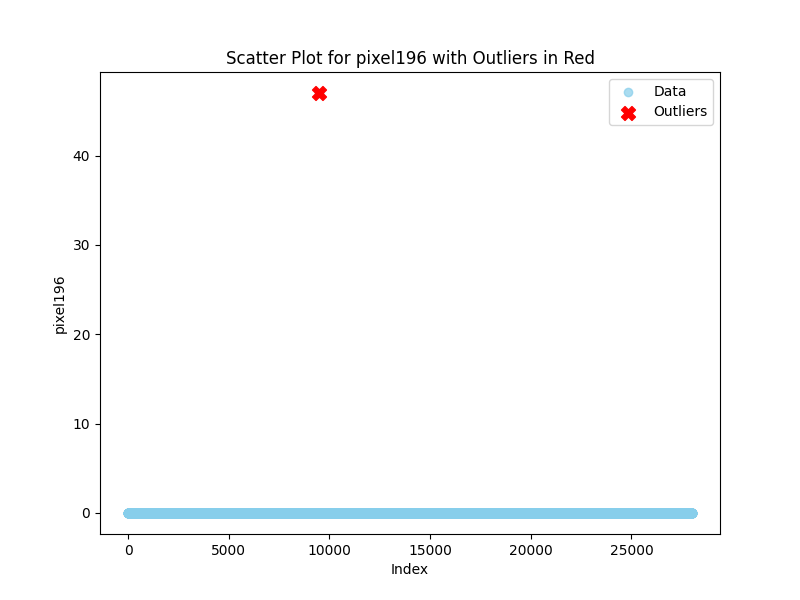 Scatter Plot for pixel196 with Outliers in Red
Data
Outliers
40
30
20
10
0
pixel196
0 5000 10000 15000 20000 25000
Index